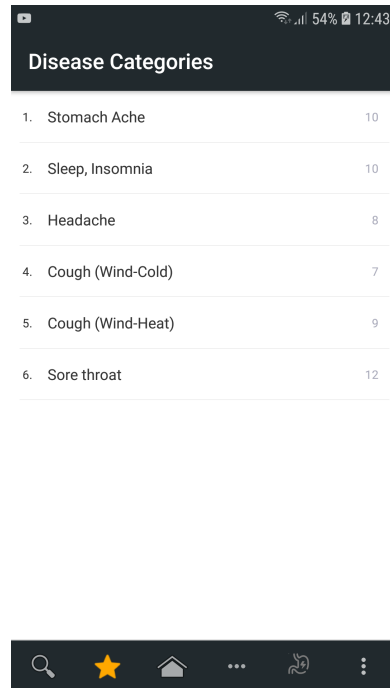 54% 12:43
Disease Categories
1. Stomach Ache 10
2. Sleep, Insomnia 10
3. Headache 8
4. Cough (Wind-Cold) 7
5. Cough (Wind-Heat) 9
6. Sore throat 12